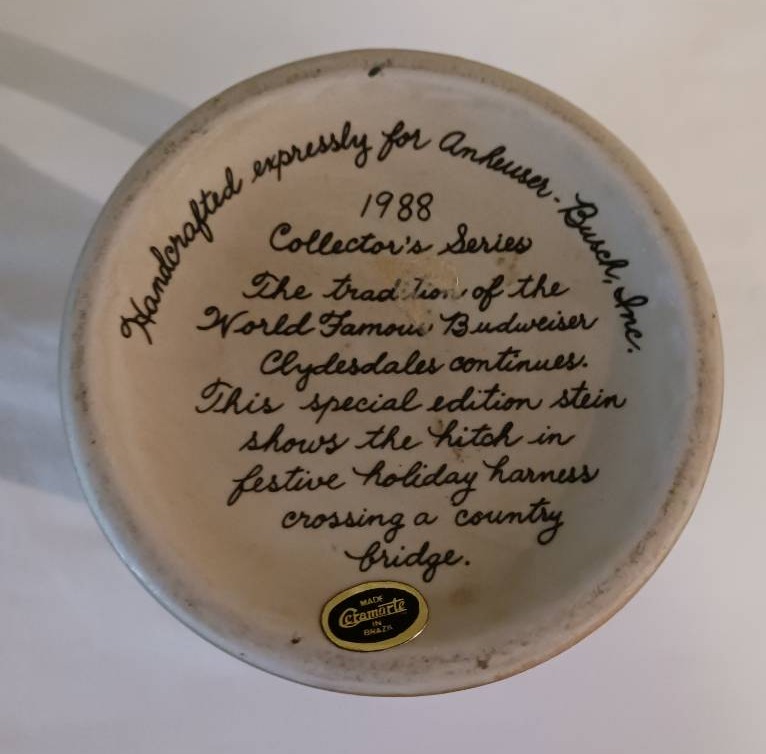 Handcrafted expressly for Anheuser-Busch, Inc.
1988
Collector's Series
The tradition of the
World Famous Budweiser
Clydesdales continues.
This special edition stein
shows the hitch in
festive holiday harness
crossing a country
bridge.
MADE
Ceramarte
IN
BRAZIL